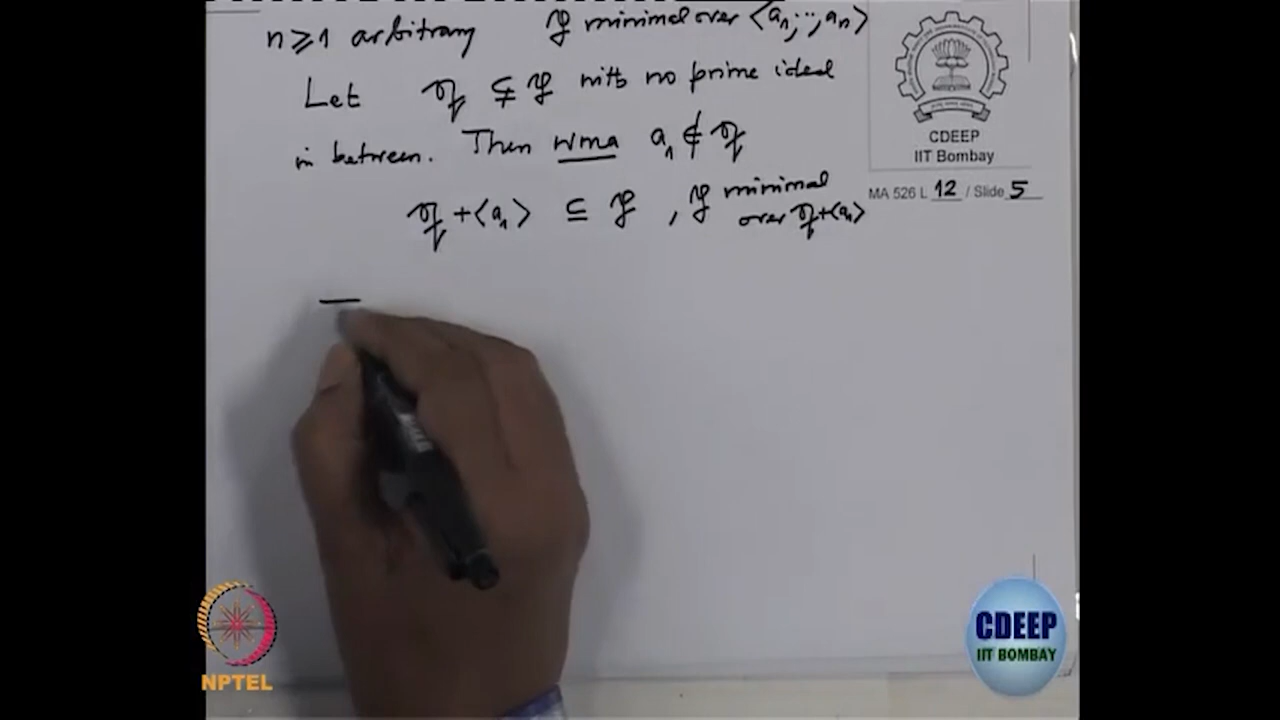 n ≥ 1 arbitrary 𝔭 minimal over ⟨a₁, ..., aₙ⟩
Let 𝔮 ⊊ 𝔭 with no prime ideal
in between. Then wma a₁ ∉ 𝔮
𝔮 + ⟨a₁⟩ ⊆ 𝔭 , 𝔭 minimal
over 𝔮+⟨a₁⟩
CDEEP
IIT Bombay
MA 526 L 12 / Slide 5
NPTEL
CDEEP
IIT BOMBAY